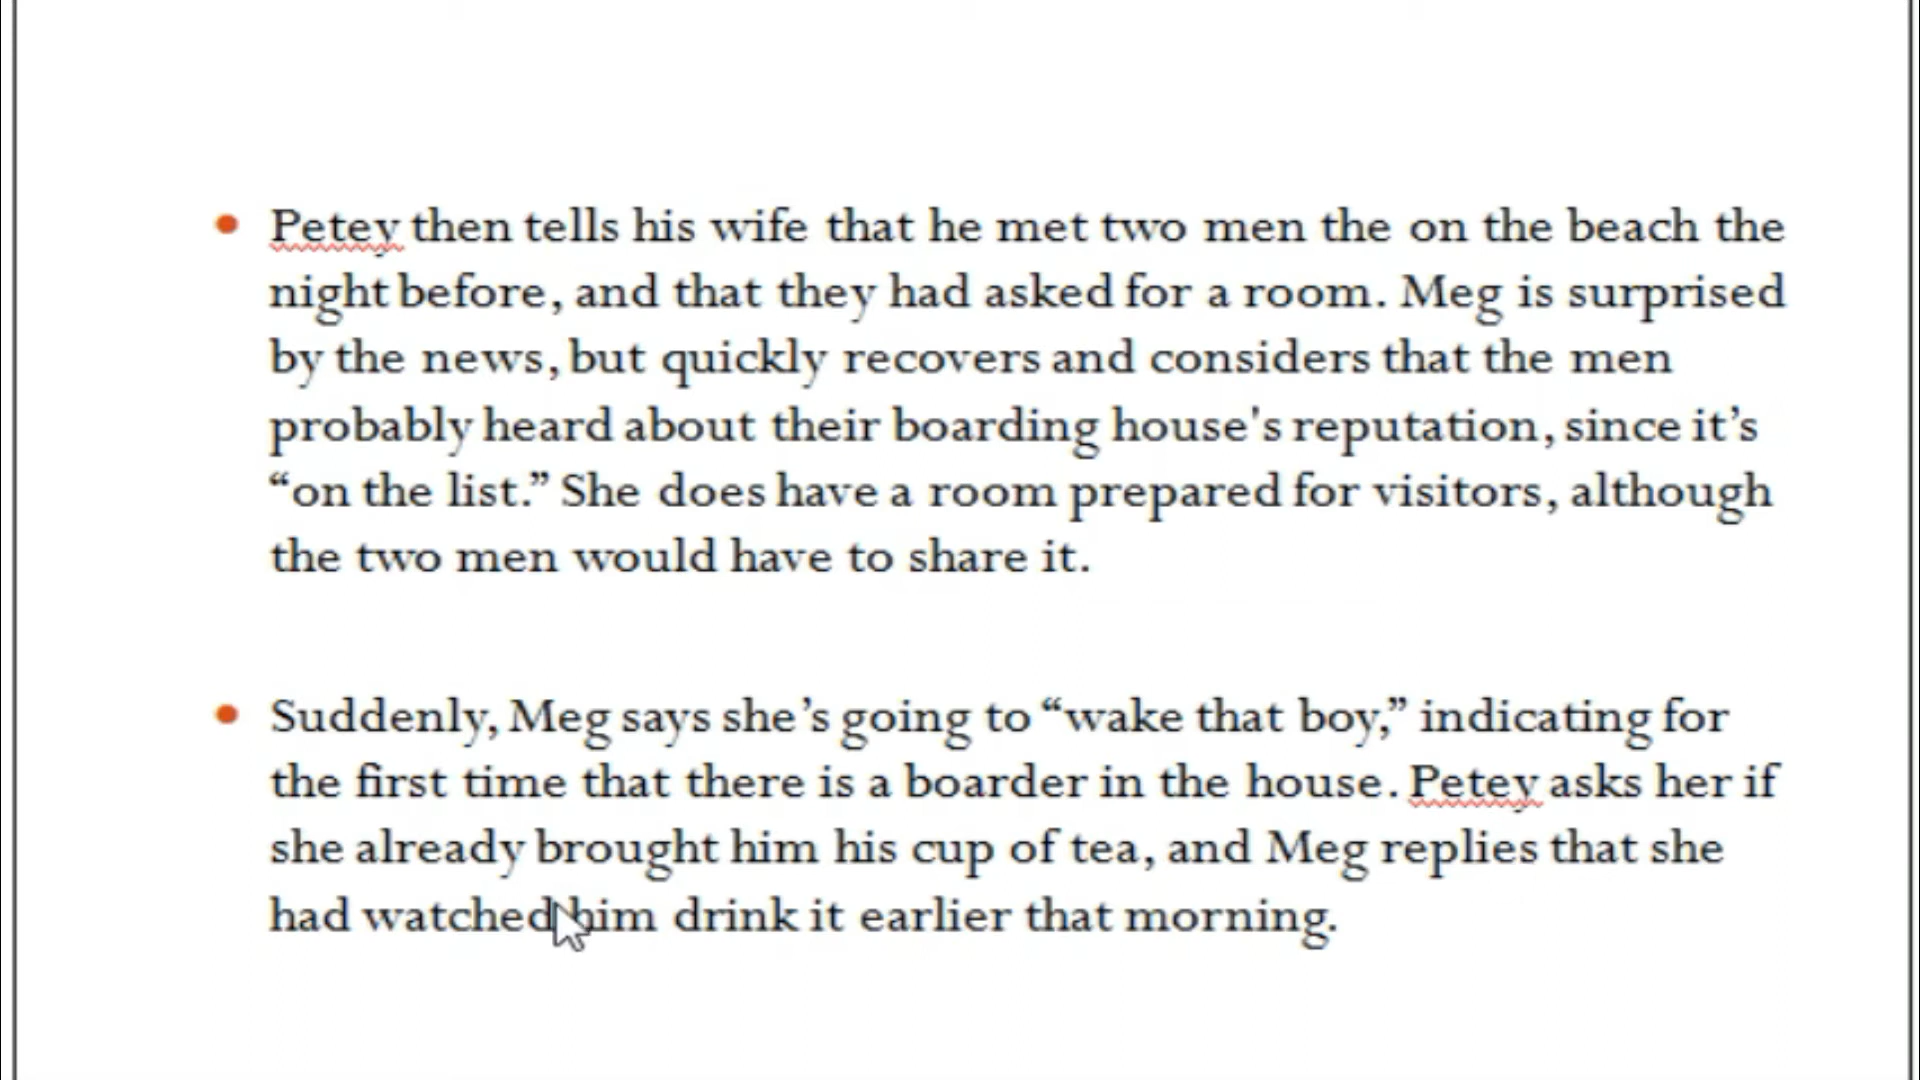 • Petey then tells his wife that he met two men the on the beach the
night before, and that they had asked for a room. Meg is surprised
by the news, but quickly recovers and considers that the men
probably heard about their boarding house's reputation, since it’s
“on the list.” She does have a room prepared for visitors, although
the two men would have to share it.
• Suddenly, Meg says she’s going to “wake that boy,” indicating for
the first time that there is a boarder in the house. Petey asks her if
she already brought him his cup of tea, and Meg replies that she
had watched him drink it earlier that morning.